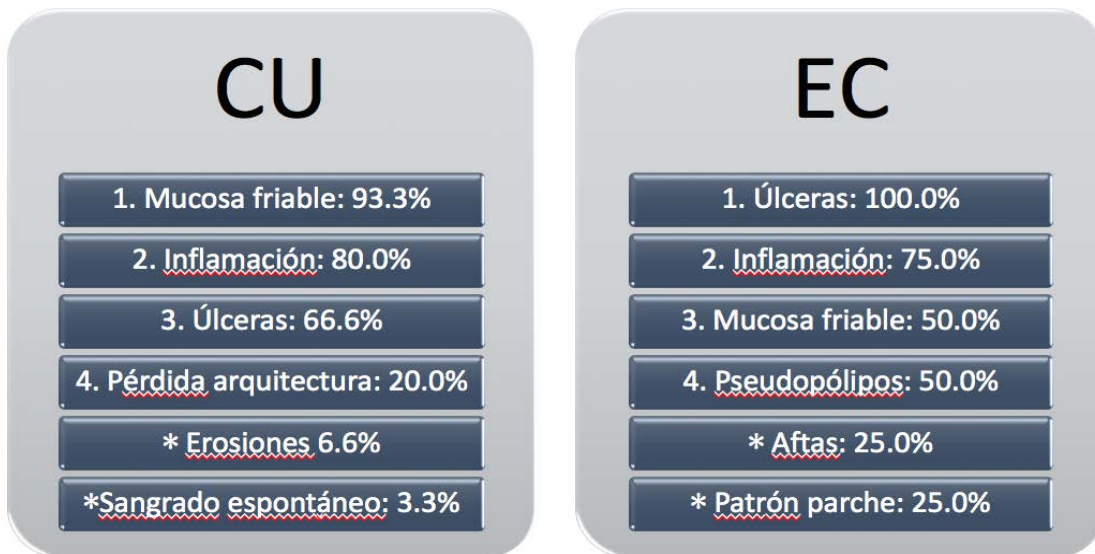 CU
1. Mucosa friable: 93.3%
2. Inflamación: 80.0%
3. Úlceras: 66.6%
4. Pérdida arquitectura: 20.0%
* Erosiones 6.6%
*Sangrado espontáneo: 3.3%
EC
1. Úlceras: 100.0%
2. Inflamación: 75.0%
3. Mucosa friable: 50.0%
4. Pseudopólipos: 50.0%
* Aftas: 25.0%
* Patrón parche: 25.0%